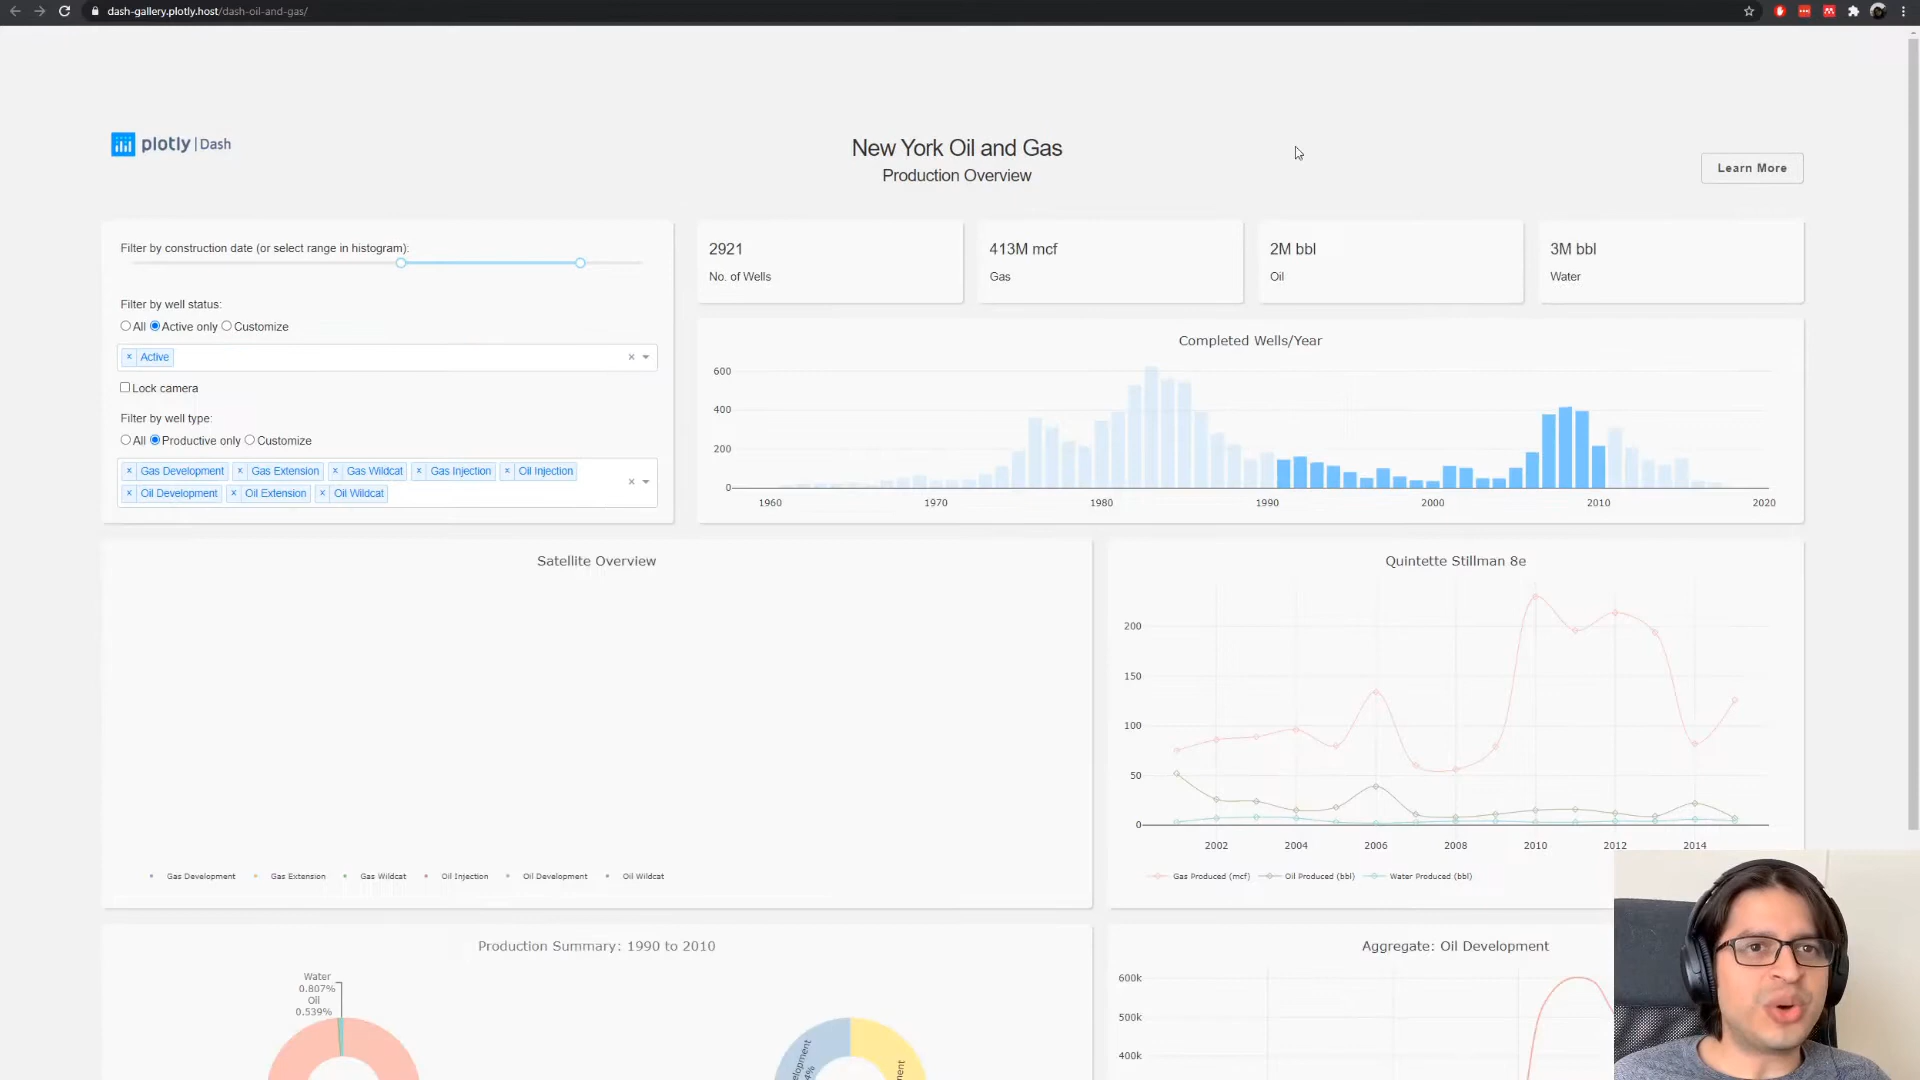 dash-gallery.plotly.host/dash-oil-and-gas/
plotly | Dash
New York Oil and Gas
Production Overview
Learn More
Filter by construction date (or select range in histogram):
Filter by well status:
All Active only Customize
× Active
Lock camera
Filter by well type:
All Productive only Customize
× Gas Development × Gas Extension × Gas Wildcat × Gas Injection × Oil Injection
× Oil Development × Oil Extension × Oil Wildcat
2921
No. of Wells
413M mcf
Gas
2M bbl
Oil
3M bbl
Water
Completed Wells/Year
600
400
200
0
1960 1970 1980 1990 2000 2010 2020
Satellite Overview
Gas Development Gas Extension Gas Wildcat Oil Injection Oil Development Oil Wildcat
Quintette Stillman 8e
200
150
100
50
0
2002 2004 2006 2008 2010 2012 2014
Gas Produced (mcf) Oil Produced (bbl) Water Produced (bbl)
Production Summary: 1990 to 2010
Water
0.807%
Oil
0.539%
Aggregate: Oil Development
600k
500k
400k